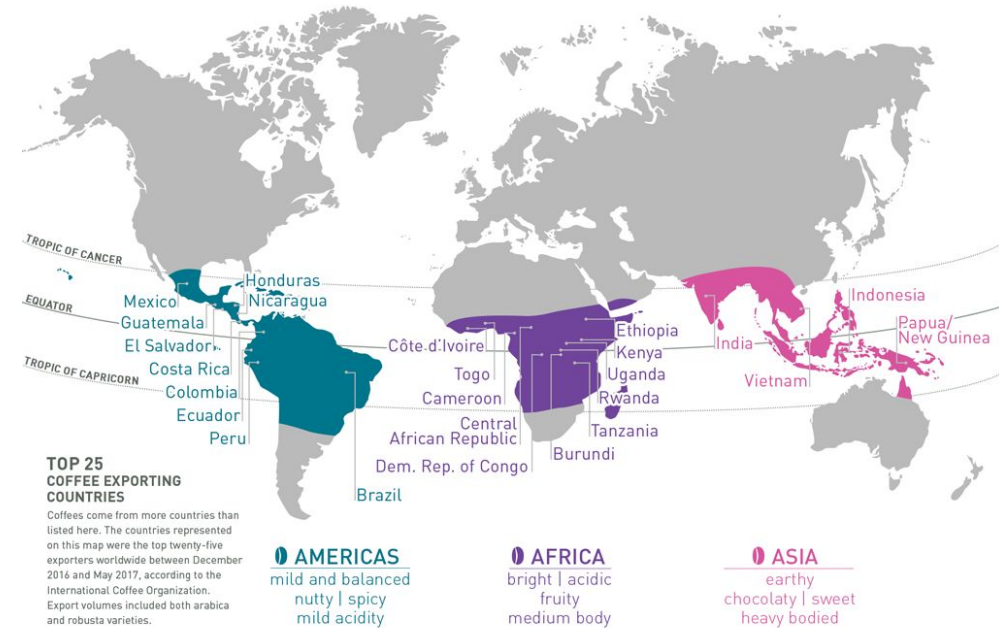 TROPIC OF CANCER
EQUATOR
TROPIC OF CAPRICORN
Honduras
Nicaragua
Mexico
Guatemala
El Salvador
Costa Rica
Colombia
Ecuador
Peru
Brazil
Côte d'Ivoire
Togo
Cameroon
Central
African Republic
Dem. Rep. of Congo
Ethiopia
Kenya
Uganda
Rwanda
Tanzania
Burundi
India
Vietnam
Indonesia
Papua/
New Guinea
TOP 25
COFFEE EXPORTING
COUNTRIES
Coffees come from more countries than
listed here. The countries represented
on this map were the top twenty-five
exporters worldwide between December
2016 and May 2017, according to the
International Coffee Organization.
Export volumes included both arabica
and robusta varieties.
AMERICAS
mild and balanced
nutty | spicy
mild acidity
AFRICA
bright | acidic
fruity
medium body
ASIA
earthy
chocolaty | sweet
heavy bodied